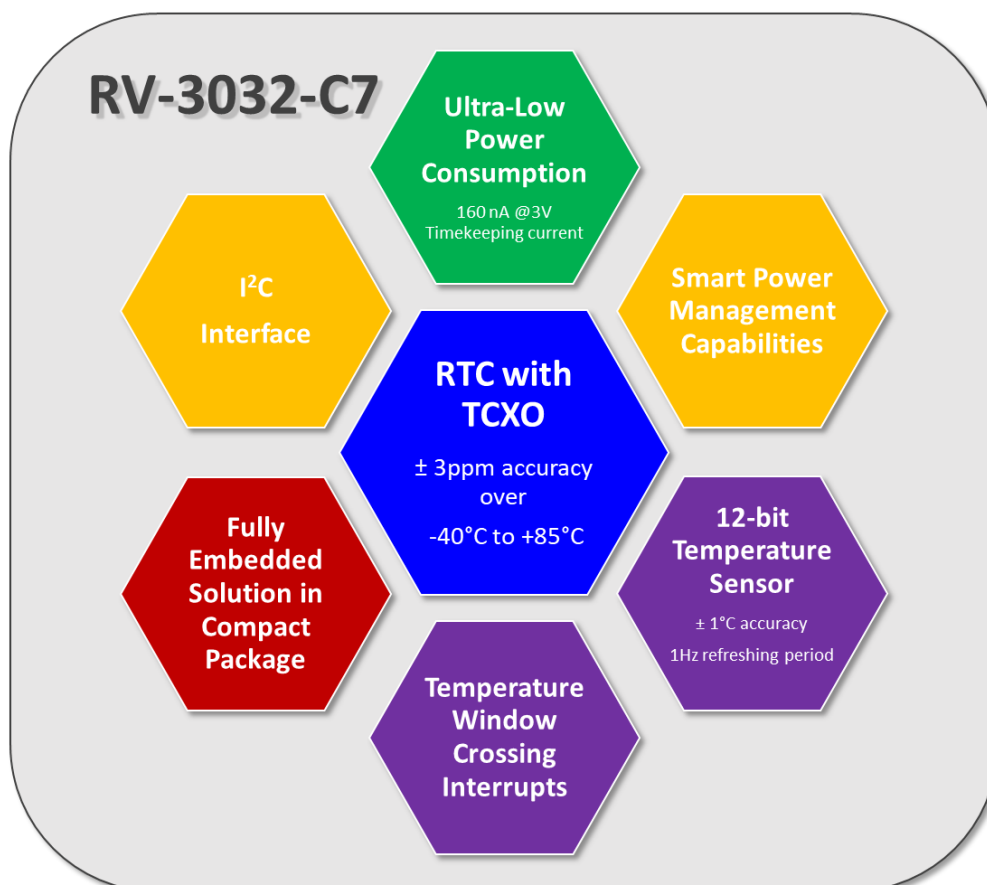 RV-3032-C7
Ultra-Low
Power
Consumption
160 nA @3V
Timekeeping current
I²C
Interface
Smart Power
Management
Capabilities
RTC with
TCXO
± 3ppm accuracy
over
-40°C to +85°C
Fully
Embedded
Solution in
Compact
Package
12-bit
Temperature
Sensor
± 1°C accuracy
1Hz refreshing period
Temperature
Window
Crossing
Interrupts